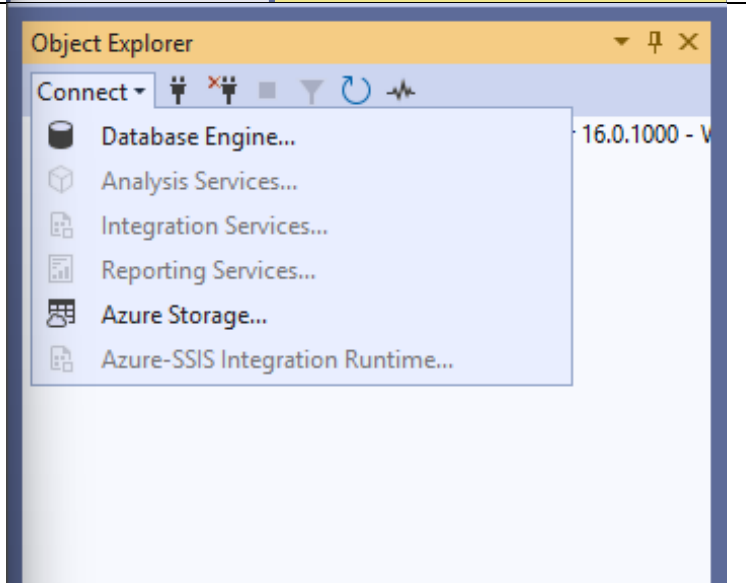 Object Explorer
Connect
Database Engine...
16.0.1000 -
Analysis Services...
Integration Services...
Reporting Services...
Azure Storage...
Azure-SSIS Integration Runtime...